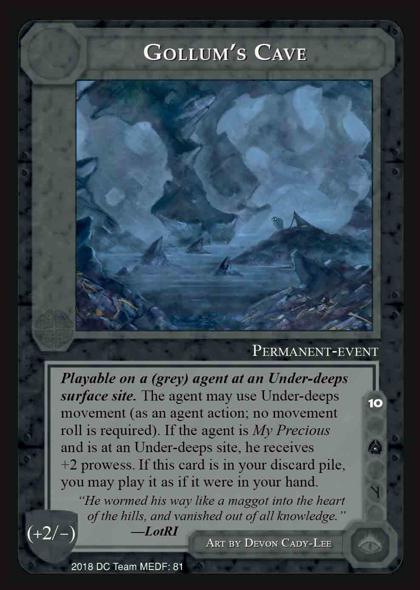 Gollum's Cave
Permanent-event
Playable on a (grey) agent at an Under-deeps
surface site. The agent may use Under-deeps
movement (as an agent action; no movement
roll is required). If the agent is My Precious
and is at an Under-deeps site, he receives
+2 prowess. If this card is in your discard pile,
you may play it as if it were in your hand.
"He wormed his way like a maggot into the heart
of the hills, and vanished out of all knowledge."
—LotRI
10
(+2/–)
Art by Devon Cady-Lee
2018 DC Team MEDF: 81